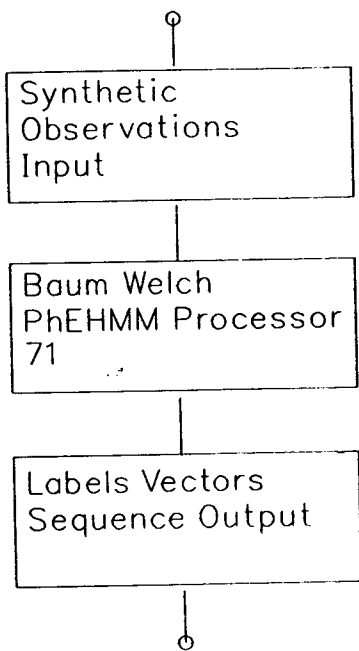 Synthetic
Observations
Input
Baum Welch
PhEHMM Processor
71
Labels Vectors
Sequence Output